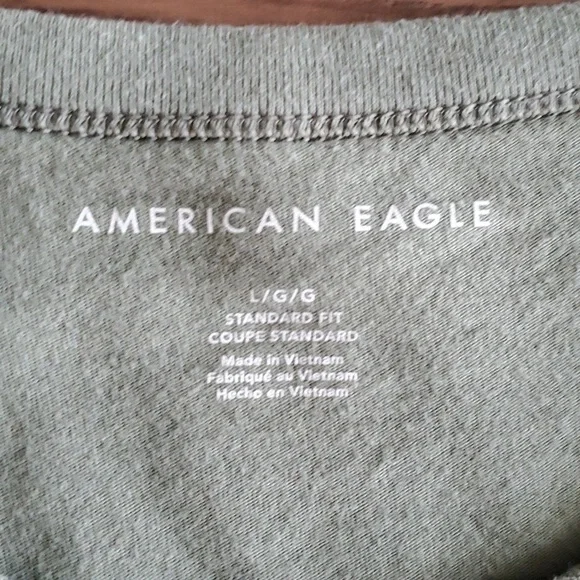 AMERICAN EAGLE
L/G/G
STANDARD FIT
COUPE STANDARD
Made in Vietnam
Fabriqué au Vietnam
Hecho en Vietnam